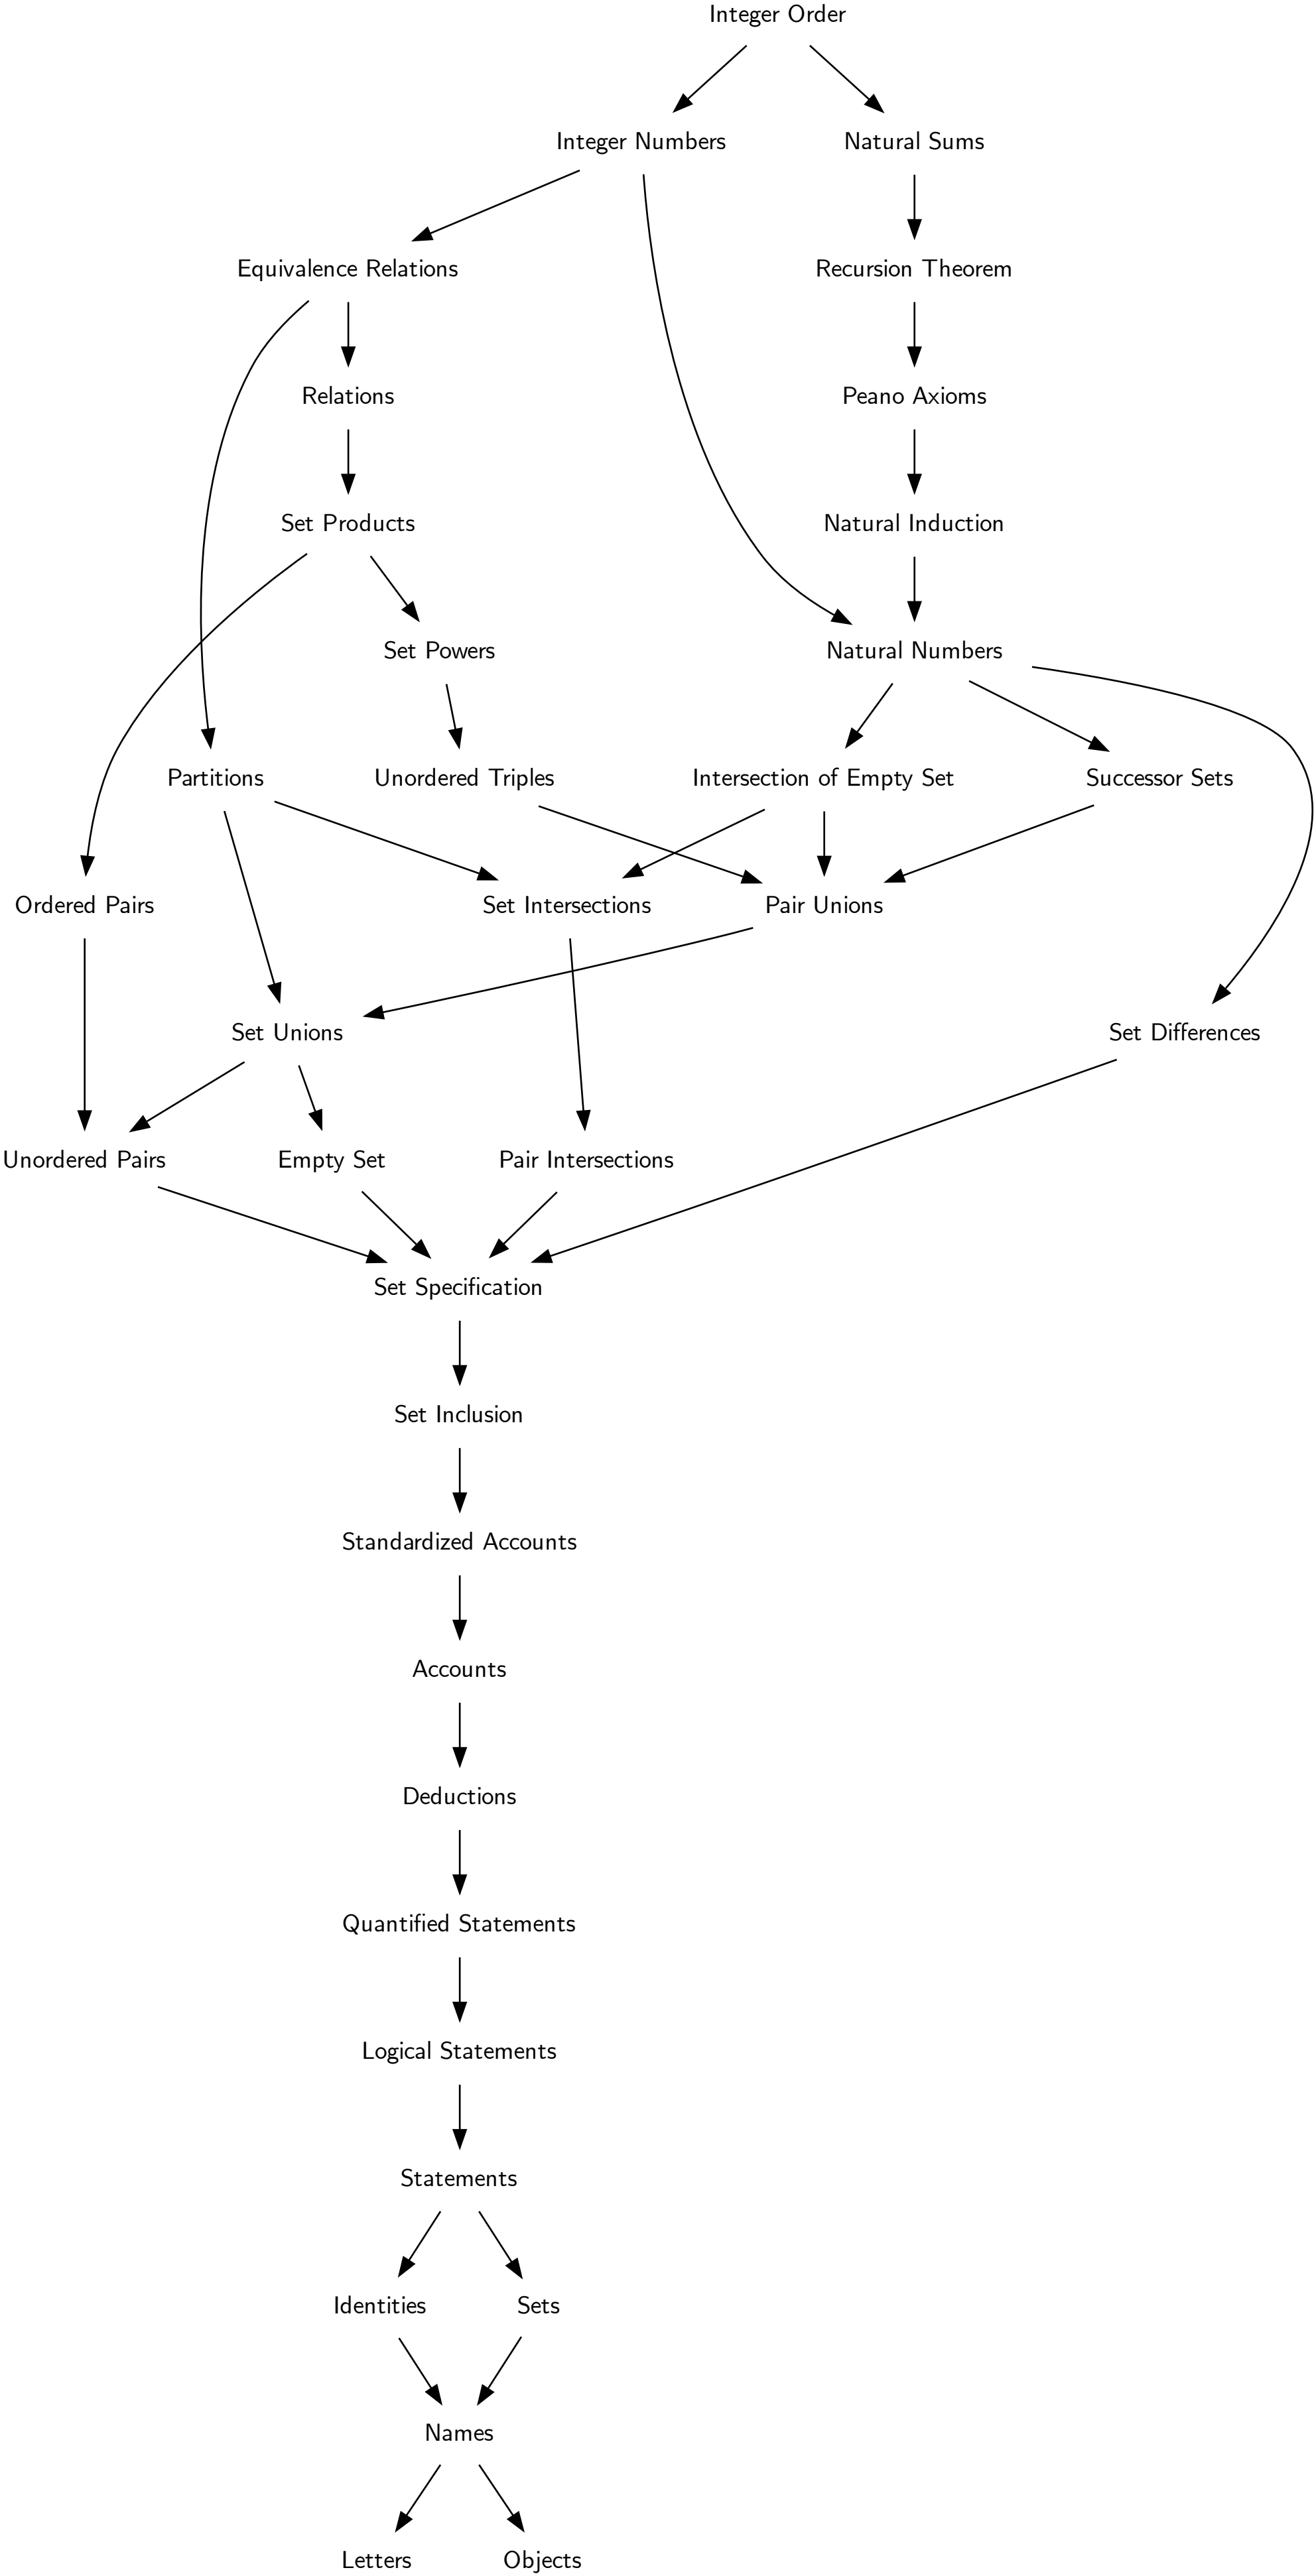 Integer Order
Integer Numbers
Natural Sums
Equivalence Relations
Recursion Theorem
Relations
Peano Axioms
Set Products
Natural Induction
Set Powers
Natural Numbers
Partitions
Unordered Triples
Intersection of Empty Set
Successor Sets
Ordered Pairs
Set Intersections
Pair Unions
Set Unions
Set Differences
Unordered Pairs
Empty Set
Pair Intersections
Set Specification
Set Inclusion
Standardized Accounts
Accounts
Deductions
Quantified Statements
Logical Statements
Statements
Identities
Sets
Names
Letters
Objects